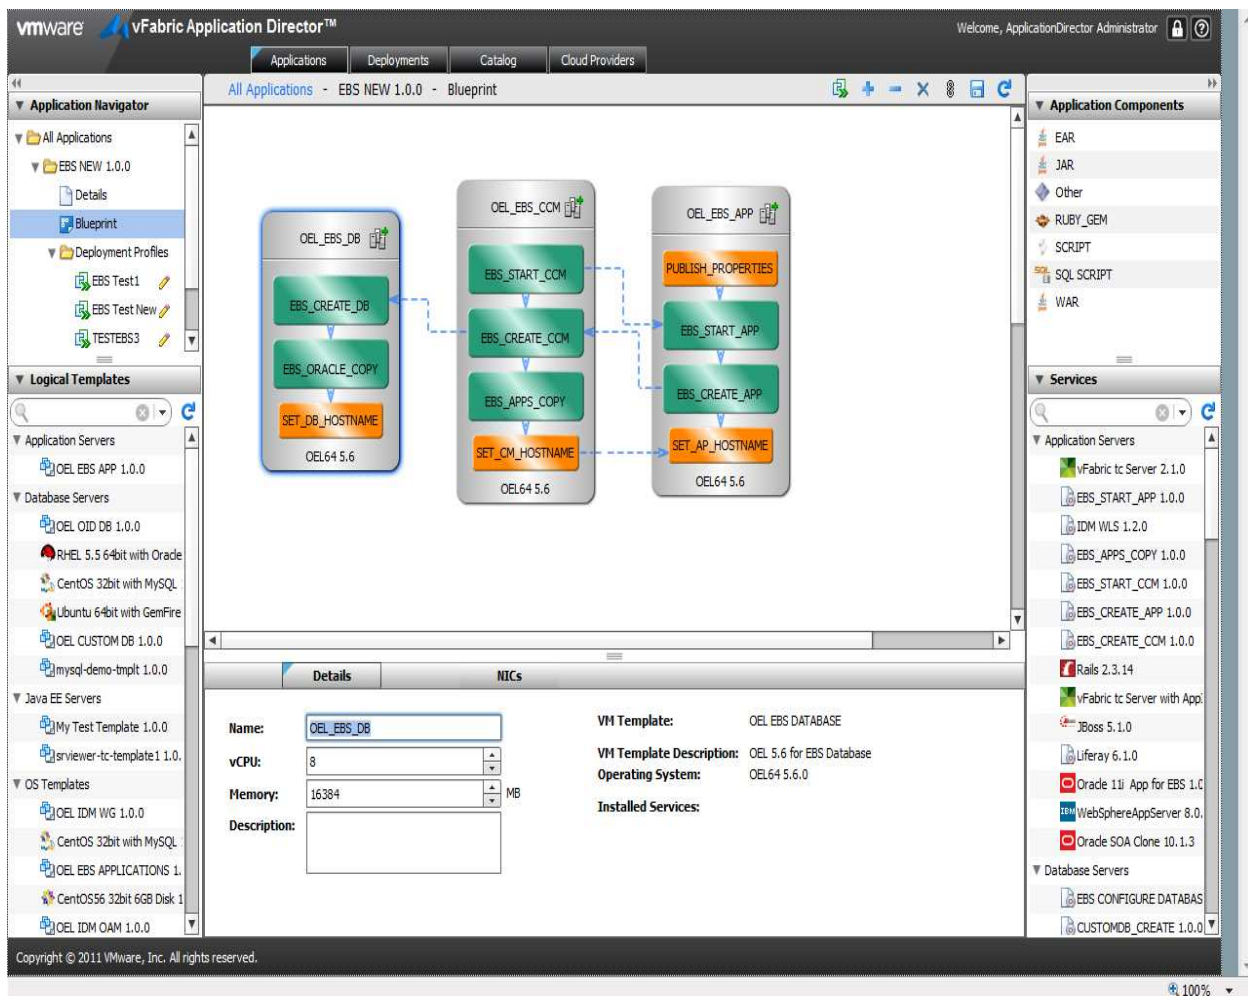 vmware vFabric Application Director™
Welcome, ApplicationDirector Administrator
Applications Deployments Catalog Cloud Providers
Application Navigator
All Applications
EBS NEW 1.0.0
Details
Blueprint
Deployment Profiles
EBS Test1
EBS Test New
TESTEBS3
Logical Templates
Application Servers
OEL EBS APP 1.0.0
Database Servers
OEL OID DB 1.0.0
RHEL 5.5 64bit with Oracle
CentOS 32bit with MySQL
Ubuntu 64bit with GemFire
OEL CUSTOM DB 1.0.0
mysql-demo-tmplt 1.0.0
Java EE Servers
My Test Template 1.0.0
srviewer-tc-template1 1.0.
OS Templates
OEL IDM WG 1.0.0
CentOS 32bit with MySQL
OEL EBS APPLICATIONS 1.
CentOS56 32bit 6GB Disk 1
OEL IDM OAM 1.0.0
All Applications - EBS NEW 1.0.0 - Blueprint
OEL_EBS_DB
EBS_CREATE_DB
EBS_ORACLE_COPY
SET_DB_HOSTNAME
OEL64 5.6
OEL_EBS_CCM
EBS_START_CCM
EBS_CREATE_CCM
EBS_APPS_COPY
SET_CM_HOSTNAME
OEL64 5.6
OEL_EBS_APP
PUBLISH_PROPERTIES
EBS_START_APP
EBS_CREATE_APP
SET_AP_HOSTNAME
OEL64 5.6
Details NICs
Name: OEL_EBS_DB
vCPU: 8
Memory: 16384 MB
Description:
VM Template: OEL EBS DATABASE
VM Template Description: OEL 5.6 for EBS Database
Operating System: OEL64 5.6.0
Installed Services:
Application Components
EAR
JAR
Other
RUBY_GEM
SCRIPT
SQL SCRIPT
WAR
Services
Application Servers
vFabric tc Server 2.1.0
EBS_START_APP 1.0.0
IDM WLS 1.2.0
EBS_APPS_COPY 1.0.0
EBS_START_CCM 1.0.0
EBS_CREATE_APP 1.0.0
EBS_CREATE_CCM 1.0.0
Rails 2.3.14
vFabric tc Server with Appl
JBoss 5.1.0
Liferay 6.1.0
Oracle 11i App for EBS 1.0
WebSphereAppServer 8.0.
Oracle SOA Clone 10.1.3
Database Servers
EBS CONFIGURE DATABAS
CUSTOMDB_CREATE 1.0.0
Copyright © 2011 VMware, Inc. All rights reserved.
100%